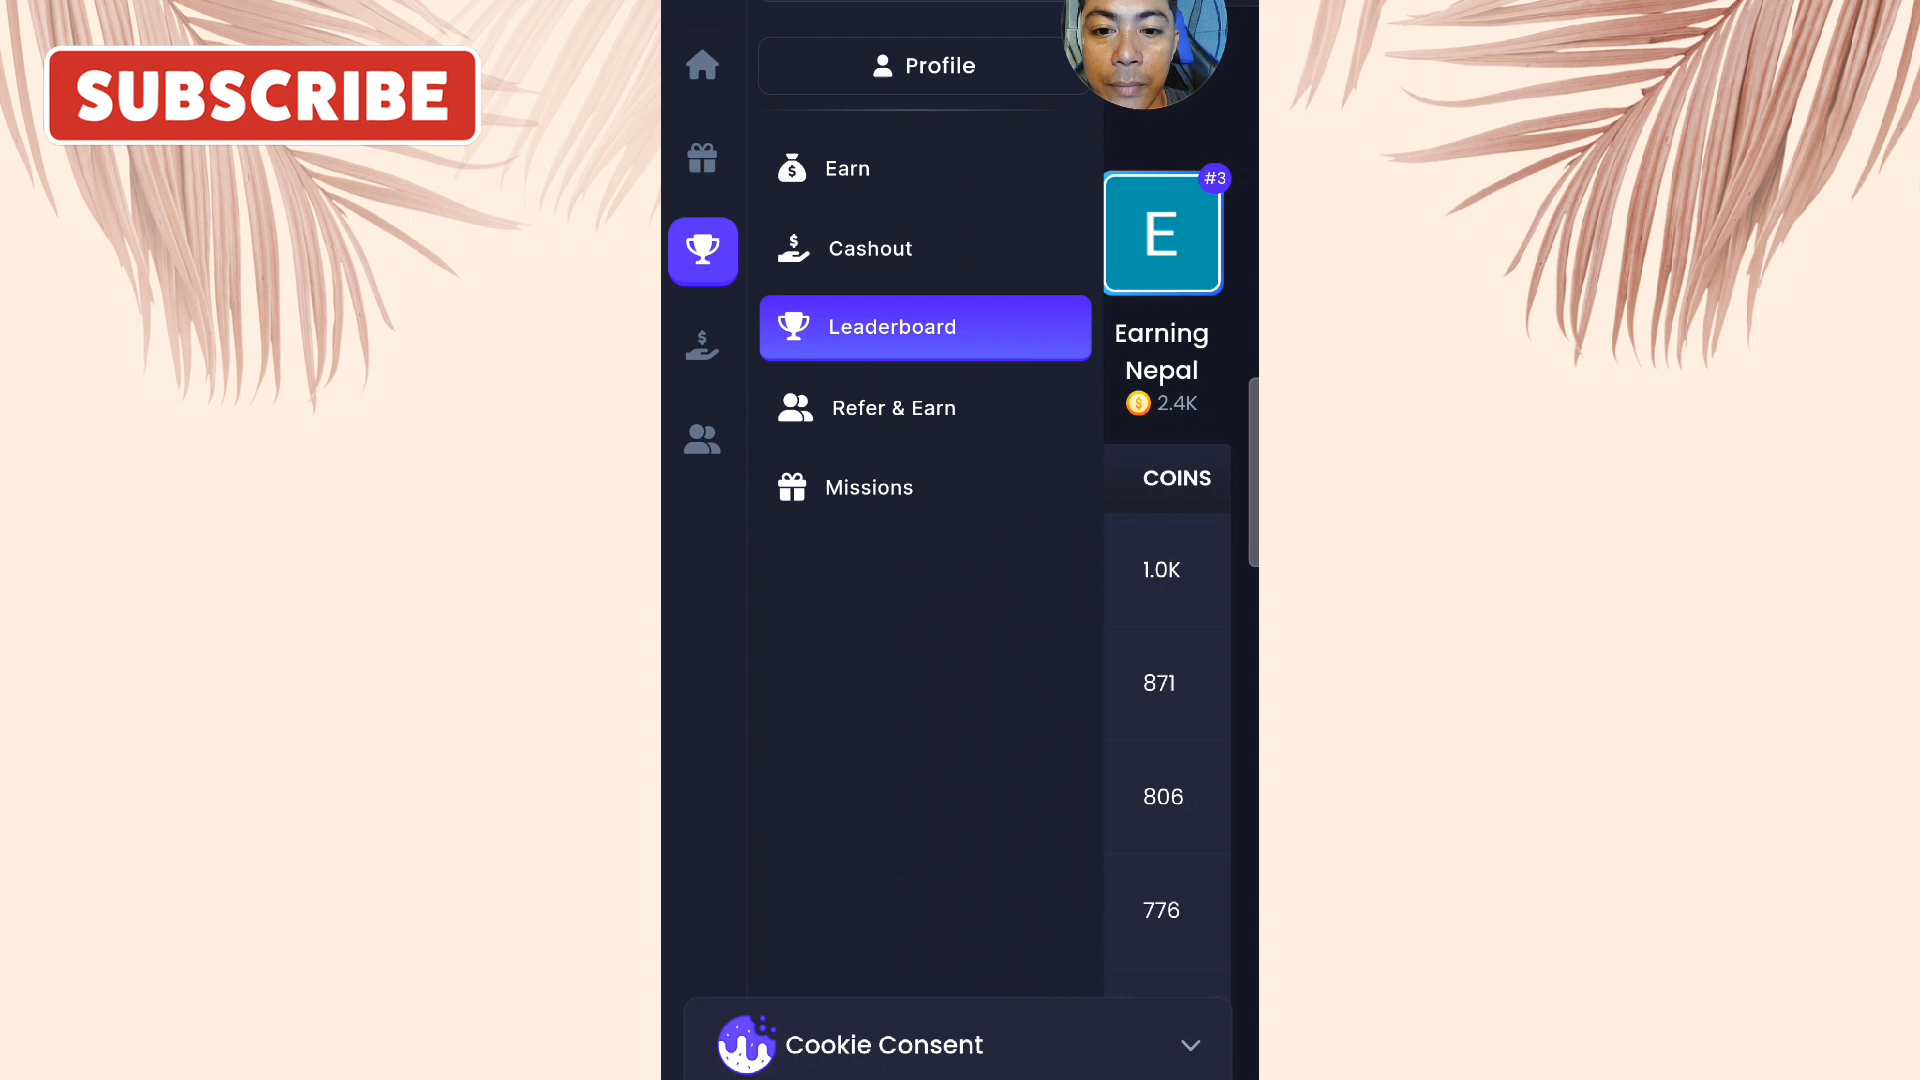 SUBSCRIBE
Profile
Earn
Cashout
Leaderboard
Refer & Earn
Missions
#3
E
Earning
Nepal
$ 2.4K
COINS
1.0K
871
806
776
Cookie Consent